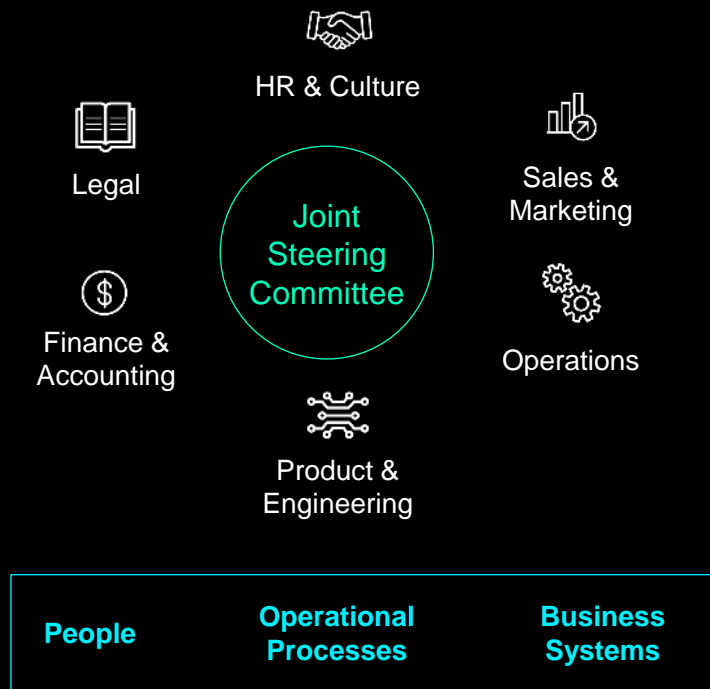 HR & Culture
Legal
Sales &
Marketing
Joint
Steering
Committee
Finance &
Accounting
Operations
Product &
Engineering
People
Operational
Processes
Business
Systems